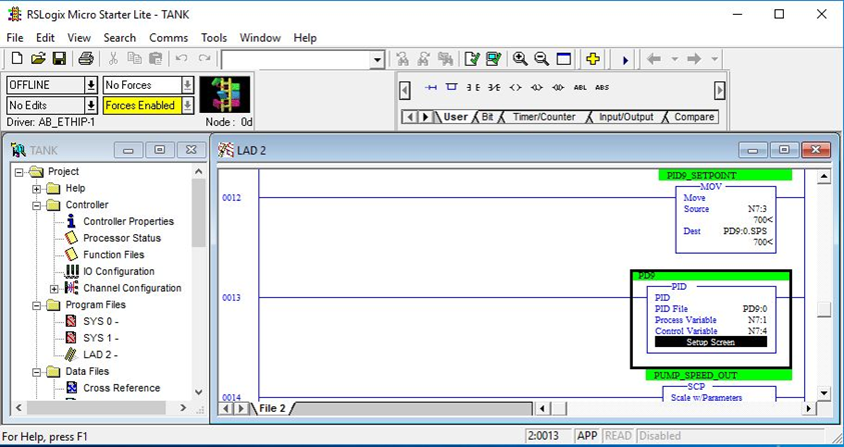 RSLogix Micro Starter Lite - TANK
File Edit View Search Comms Tools Window Help
OFFLINE No Forces
No Edits Forces Enabled
Driver: AB_ETHIP-1 Node : 0d
ABL ABS
User Bit Timer/Counter Input/Output Compare
TANK
Project
Help
Controller
Controller Properties
Processor Status
Function Files
IO Configuration
Channel Configuration
Program Files
SYS 0 -
SYS 1 -
LAD 2 -
Data Files
Cross Reference
LAD 2
PID9_SETPOINT
0012
MOV
Move
Source N7:3
700<
Dest PD9:0.SPS
700<
PD9
0013
PID
PID
PID File PD9:0
Process Variable N7:1
Control Variable N7:4
Setup Screen
PUMP_SPEED_OUT
0014
SCP
Scale w/Parameters
File 2
For Help, press F1
2:0013 APP READ Disabled